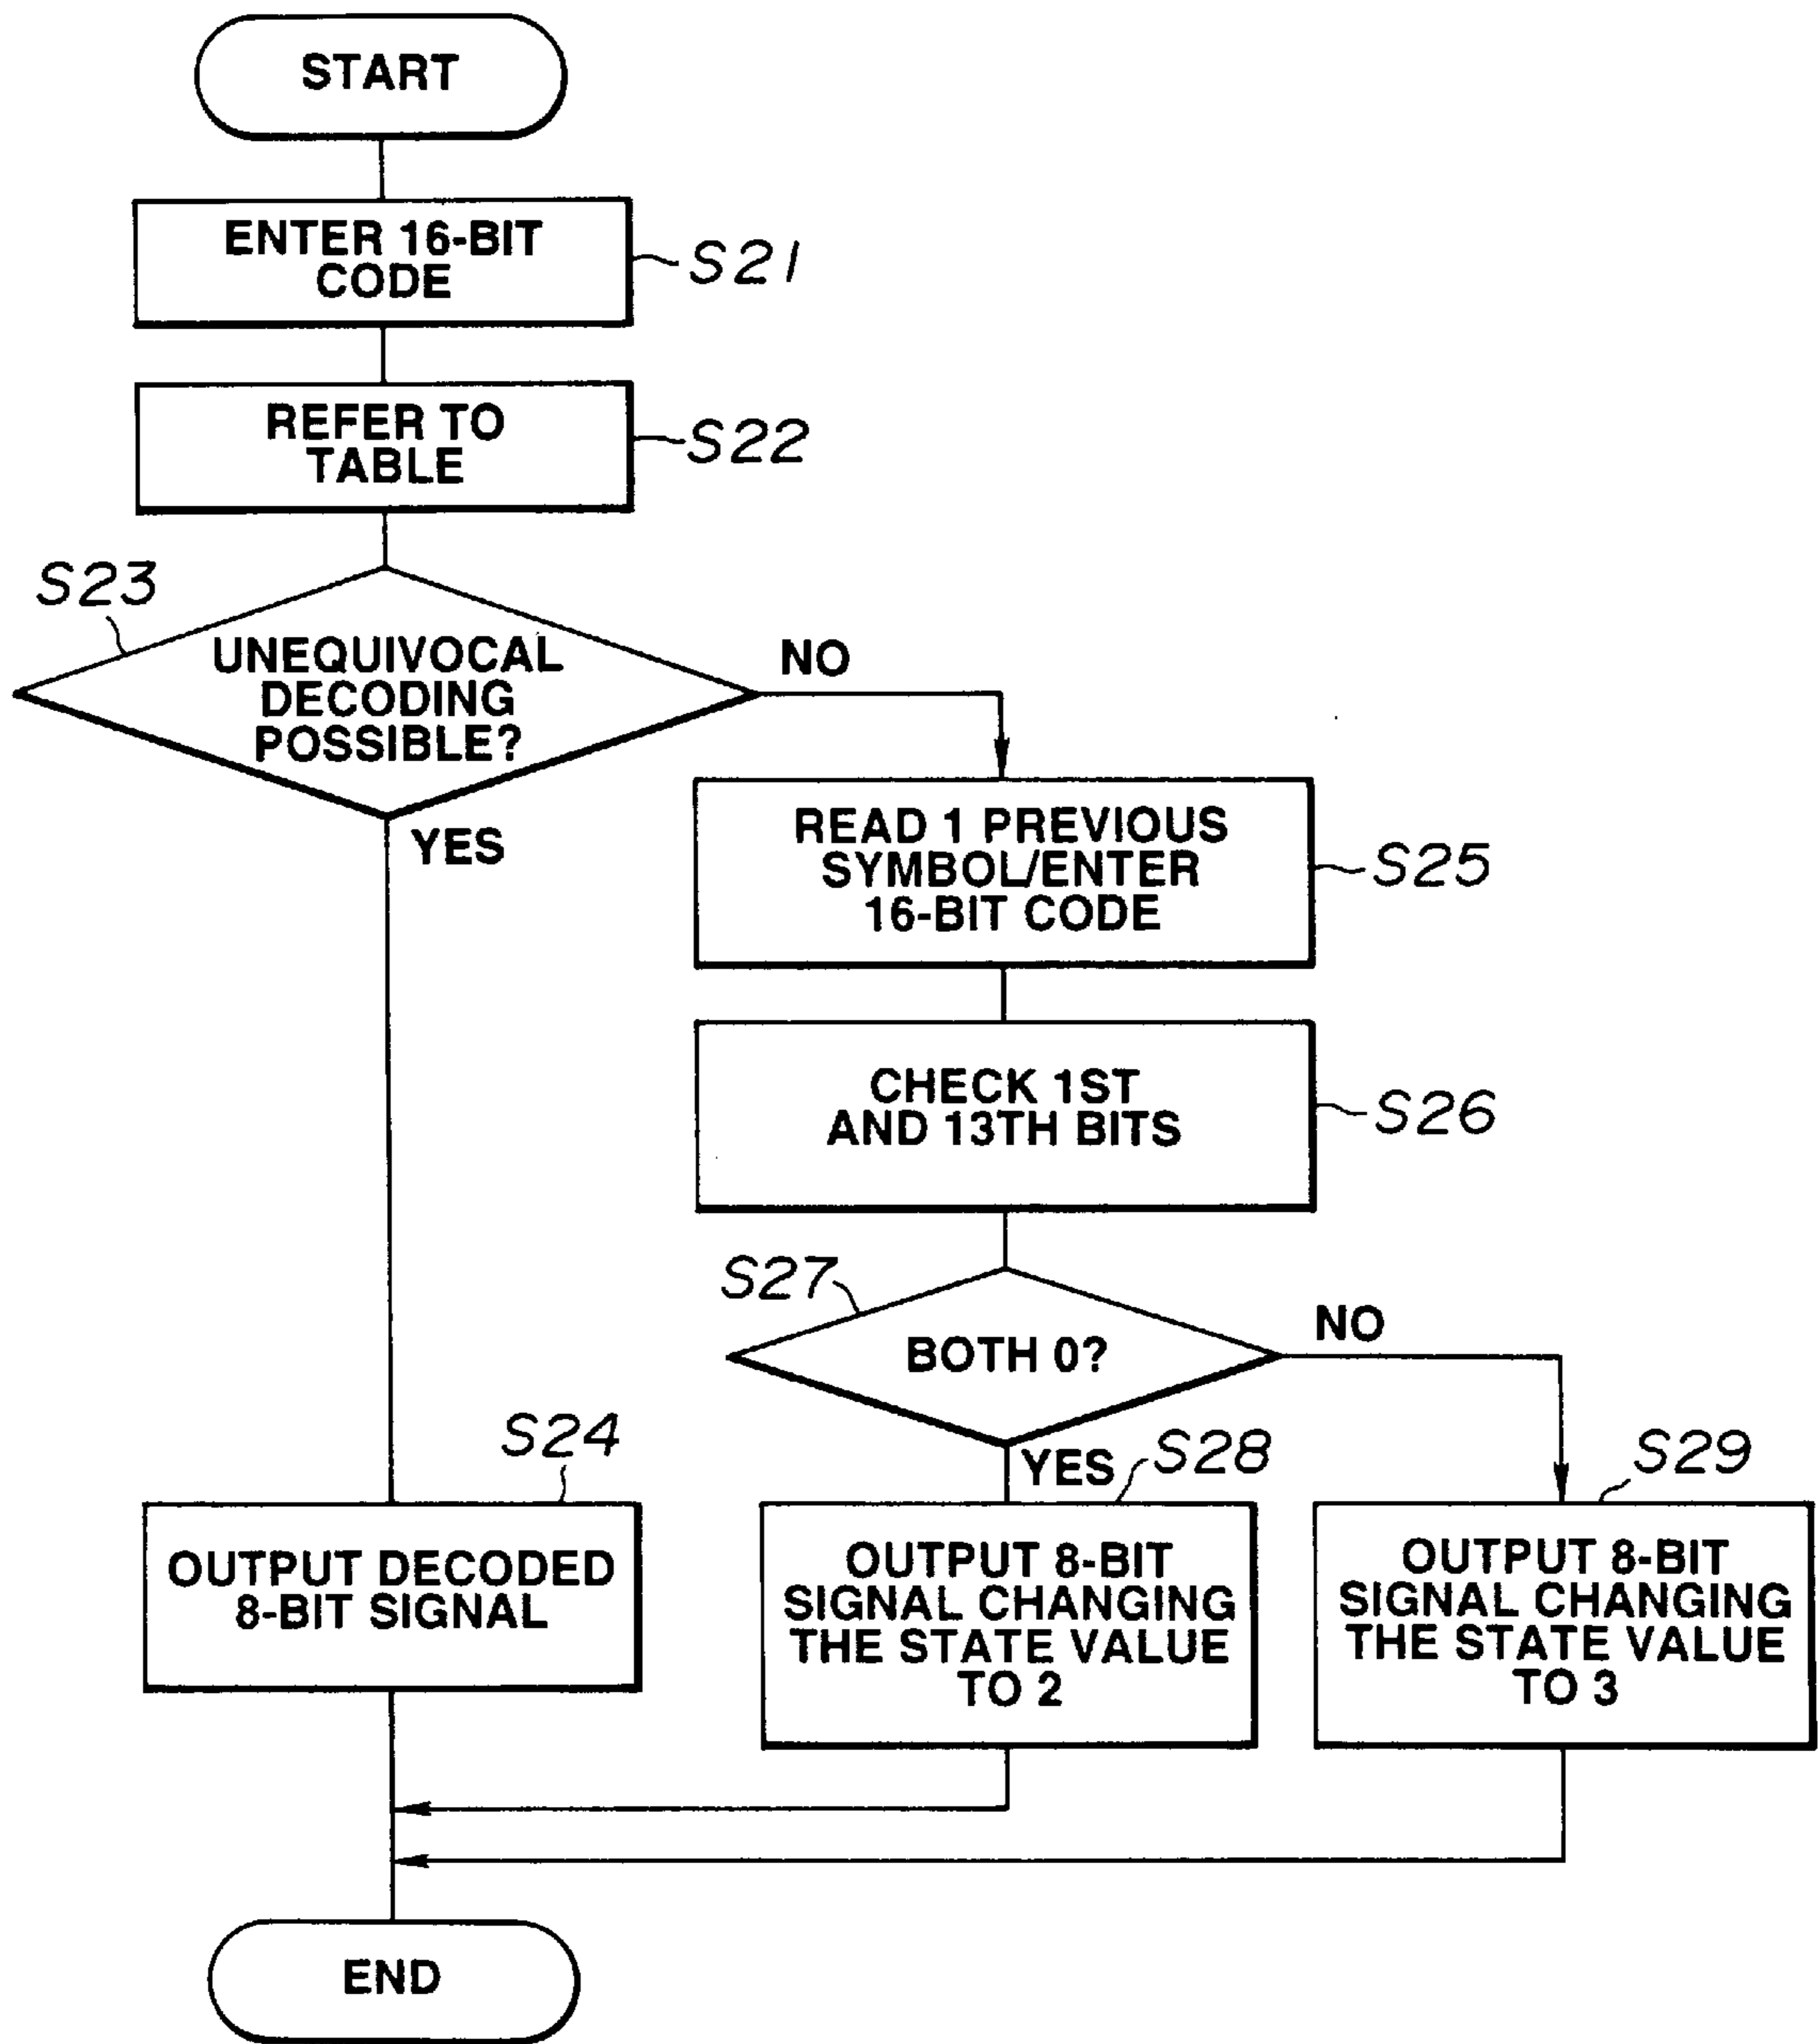 START
ENTER 16-BIT
CODE
S21
REFER TO
TABLE
S22
S23
UNEQUIVOCAL
DECODING
POSSIBLE?
NO
YES
READ 1 PREVIOUS
SYMBOL/ENTER
16-BIT CODE
S25
CHECK 1ST
AND 13TH BITS
S26
S27
BOTH 0?
NO
YES
S24
OUTPUT DECODED
8-BIT SIGNAL
S28
OUTPUT 8-BIT
SIGNAL CHANGING
THE STATE VALUE
TO 2
S29
OUTPUT 8-BIT
SIGNAL CHANGING
THE STATE VALUE
TO 3
END